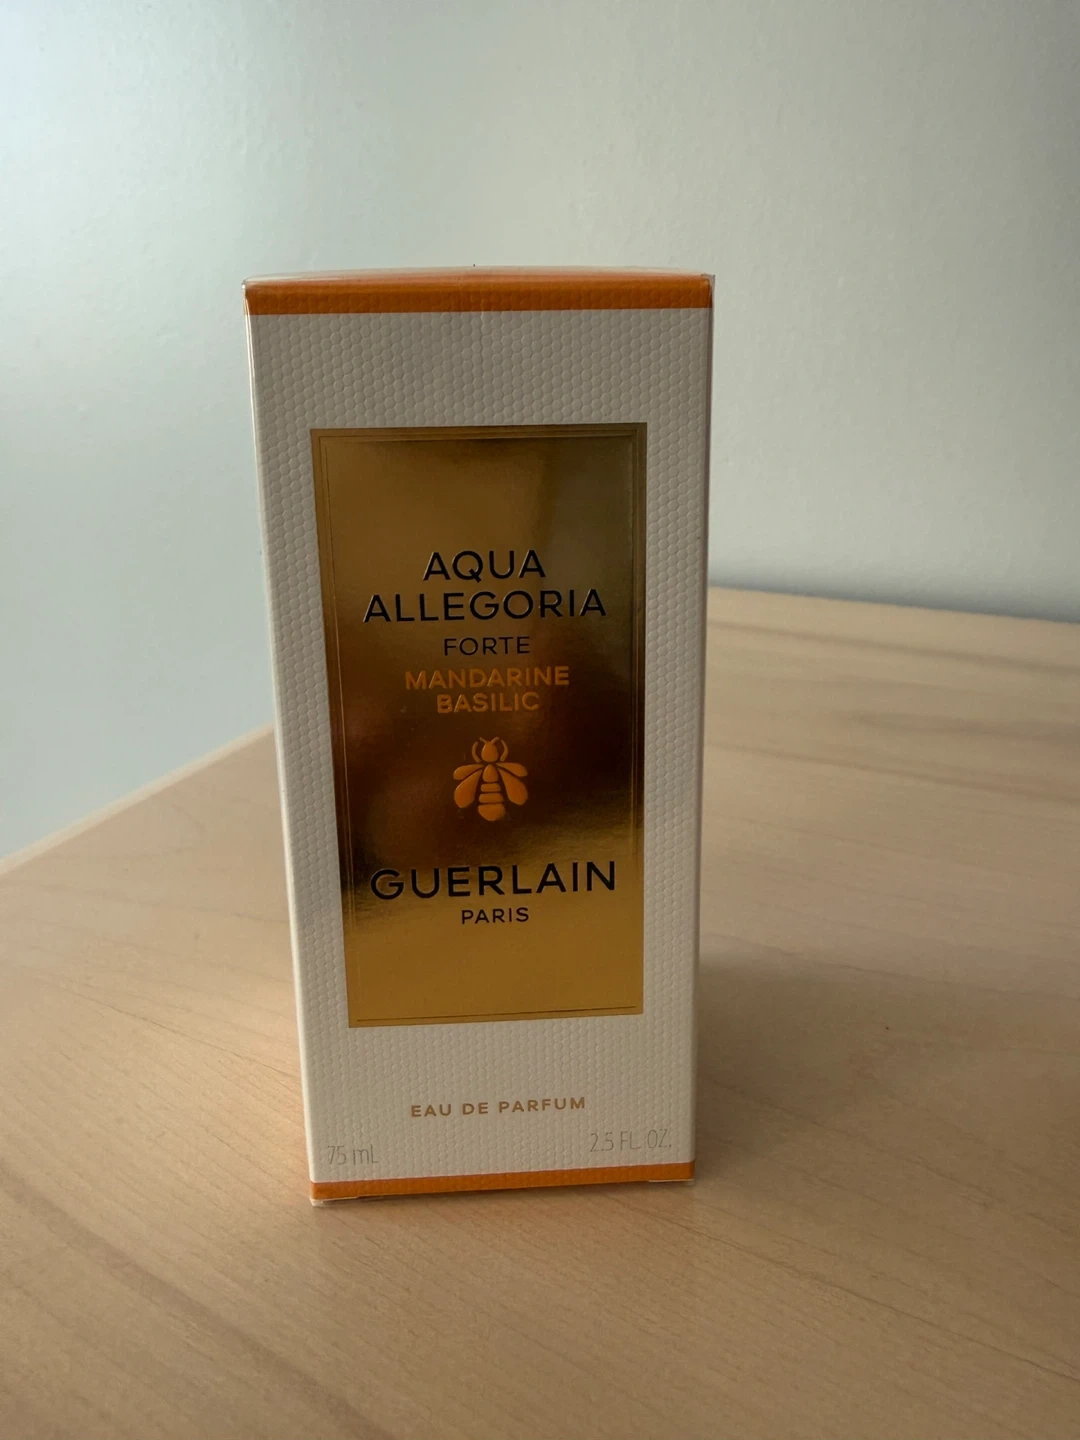 AQUA
ALLEGORIA
FORTE
MANDARINE
BASILIC
GUERLAIN
PARIS
EAU DE PARFUM
75 mL 2.5 FL. OZ.